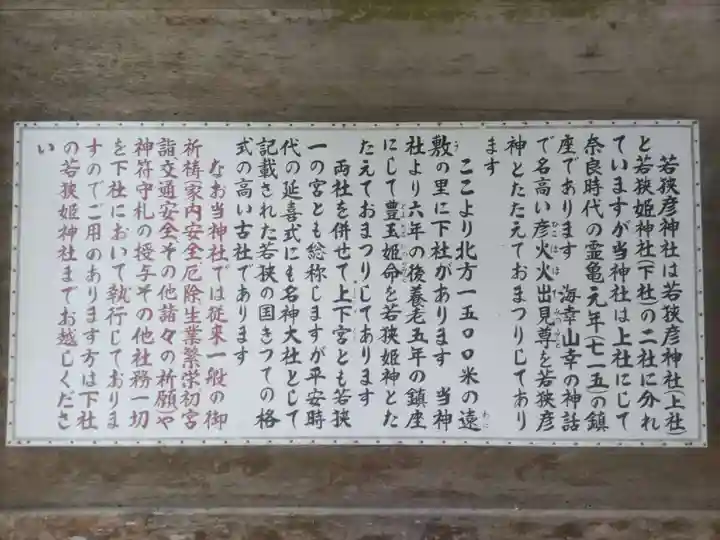 若狭彦神社は若狭彦神社(上社)
と若狭姫神社(下社)の二社に分れ
ていますが当神社は上社にして
奈良時代の霊亀元年(七一五)の鎮
座であります 海幸山幸の神話
で名高い彦火火出見尊を若狭彦
神とたたえておまつりしてあり
ます
ここより北方一五〇〇米の遠
敷の里に下社があります 当神
社より六年の後養老五年の鎮座
にして豊玉姫命を若狭姫神とた
たえておまつりしてあります
両社を併せて上下宮とも若狭
一の宮とも総称しますが平安時
代の延喜式にも名神大社として
記載された若狭の国きつての格
式の高い古社であります
なお当神社では従来一般の御
祈祷(家内安全厄除生業繁栄初宮
詣交通安全その他諸々の祈願)や
神符守札の授与その他社務一切
を下社において執行しておりま
すのでご用のあります方は下社
の若狭姫神社までお越しくださ
い